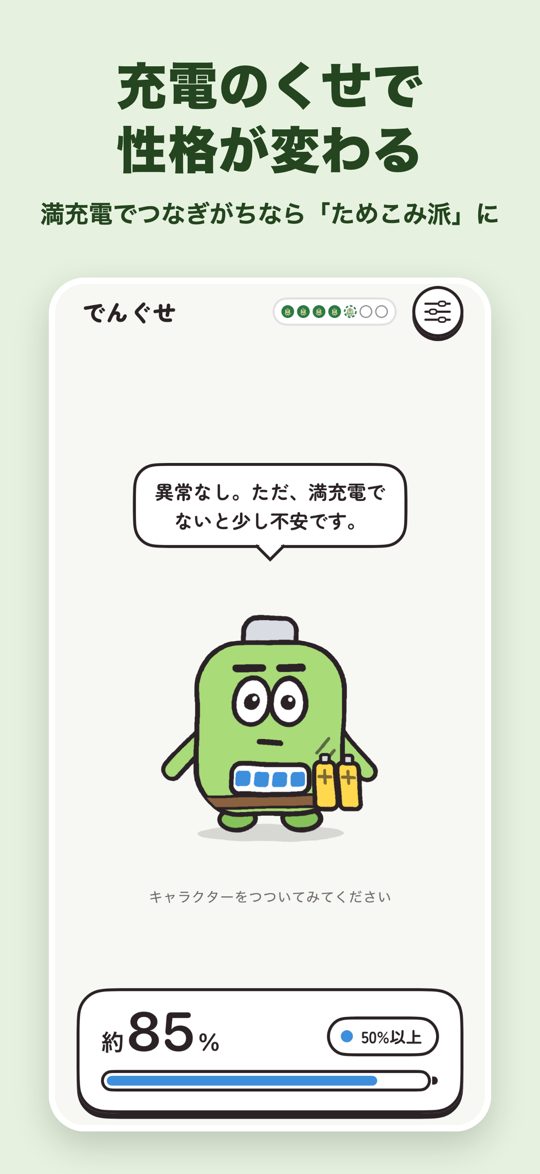 充電のくせで
性格が変わる
満充電でつなぎがちなら「ためこみ派」に
でんぐせ
異常なし。ただ、満充電で
ないと少し不安です。
キャラクターをつついてみてください
約85%
50%以上